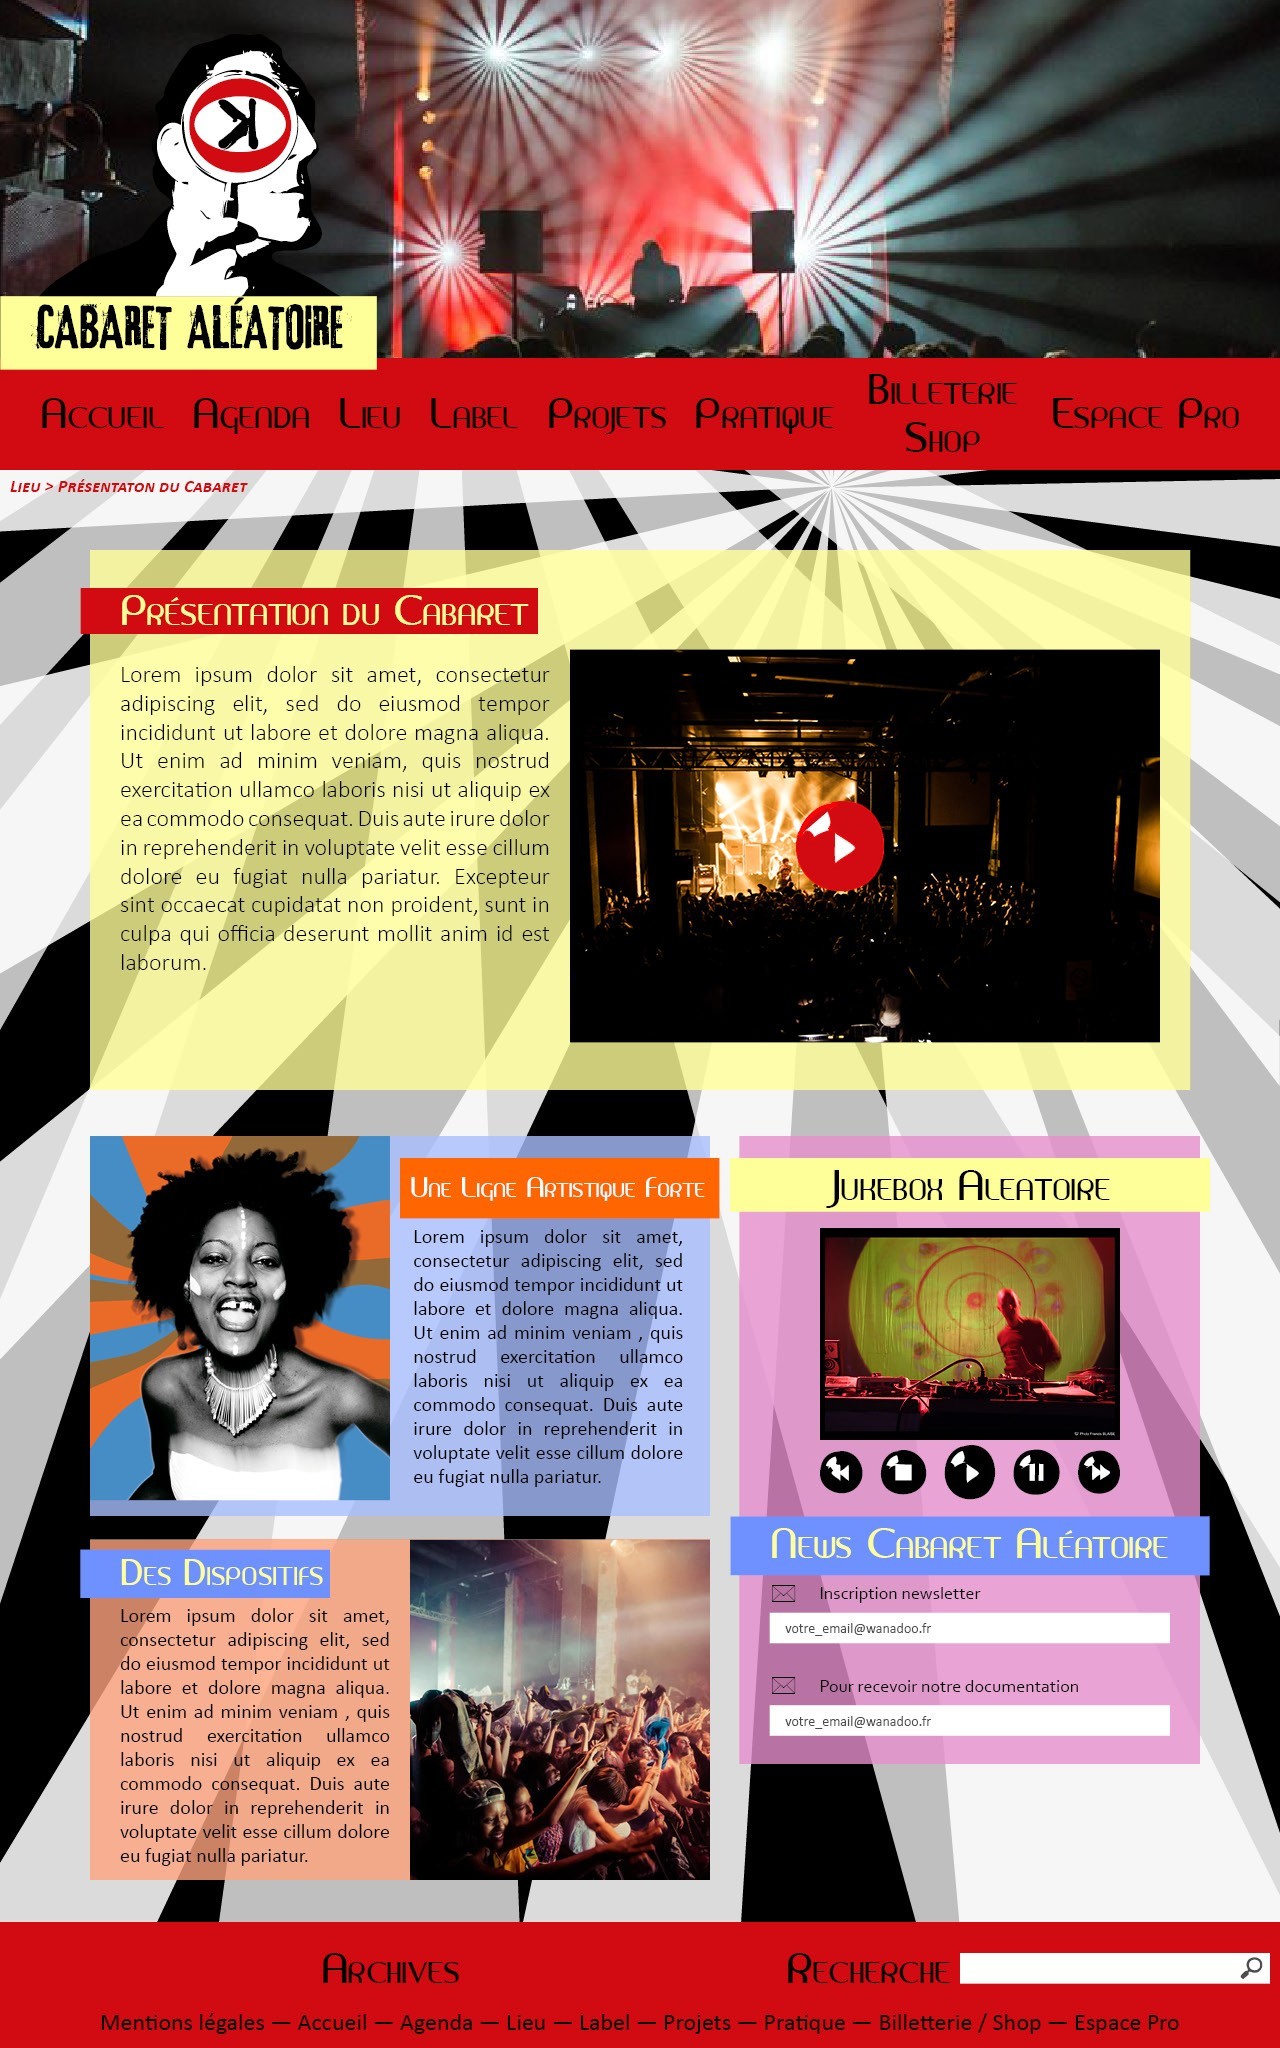 CABARET ALÉATOIRE
Accueil Agenda Lieu Label Projets Pratique Billeterie Shop Espace Pro
Lieu > Présentaton du Cabaret
Présentation du Cabaret
Lorem ipsum dolor sit amet, consectetur
adipiscing elit, sed do eiusmod tempor
incididunt ut labore et dolore magna aliqua.
Ut enim ad minim veniam, quis nostrud
exercitation ullamco laboris nisi ut aliquip ex
ea commodo consequat. Duis aute irure dolor
in reprehenderit in voluptate velit esse cillum
dolore eu fugiat nulla pariatur. Excepteur
sint occaecat cupidatat non proident, sunt in
culpa qui officia deserunt mollit anim id est
laborum.
Une Ligne Artistique Forte
Lorem ipsum dolor sit amet,
consectetur adipiscing elit, sed
do eiusmod tempor incididunt ut
labore et dolore magna aliqua.
Ut enim ad minim veniam , quis
nostrud exercitation ullamco
laboris nisi ut aliquip ex ea
commodo consequat. Duis aute
irure dolor in reprehenderit in
voluptate velit esse cillum dolore
eu fugiat nulla pariatur.
Des Dispositifs
Lorem ipsum dolor sit amet,
consectetur adipiscing elit, sed
do eiusmod tempor incididunt ut
labore et dolore magna aliqua.
Ut enim ad minim veniam , quis
nostrud exercitation ullamco
laboris nisi ut aliquip ex ea
commodo consequat. Duis aute
irure dolor in reprehenderit in
voluptate velit esse cillum dolore
eu fugiat nulla pariatur.
Jukebox Aleatoire
News Cabaret Aléatoire
Inscription newsletter
votre_email@wanadoo.fr
Pour recevoir notre documentation
votre_email@wanadoo.fr
Archives
Recherche
Mentions légales — Accueil — Agenda — Lieu — Label — Projets — Pratique — Billetterie / Shop — Espace Pro